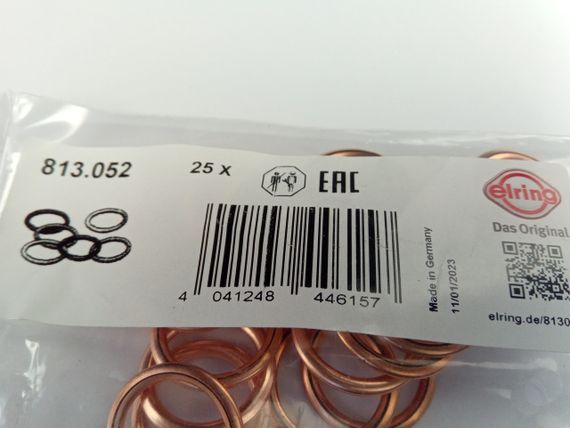 813.052
25 x
EAC
elring
Das Original
4 041248 446157
Made in Germany
11/01/2023
elring.de/8130